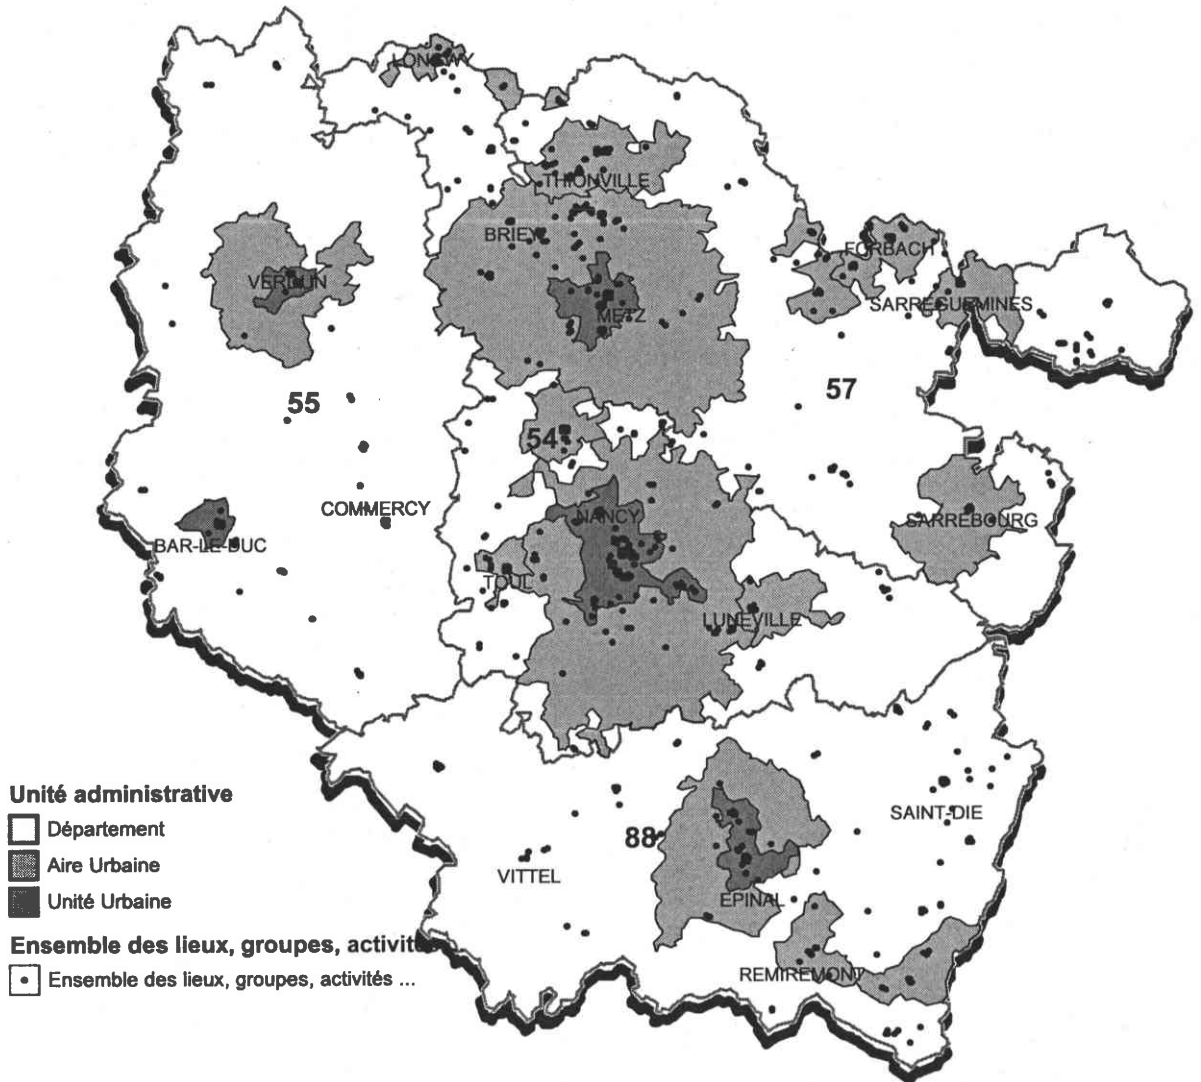 LONGWY
THIONVILLE
BRIEY
FORBACH
VERDUN
SARREGUEMINES
METZ
55
57
54
COMMERCY
NANCY
SARREBOURG
BAR-LE-DUC
TOUL
LUNEVILLE
Unité administrative
Département
Aire Urbaine
Unité Urbaine
Ensemble des lieux, groupes, activités ...
Ensemble des lieux, groupes, activités ...
SAINT-DIE
88
VITTEL
EPINAL
REMIREMONT